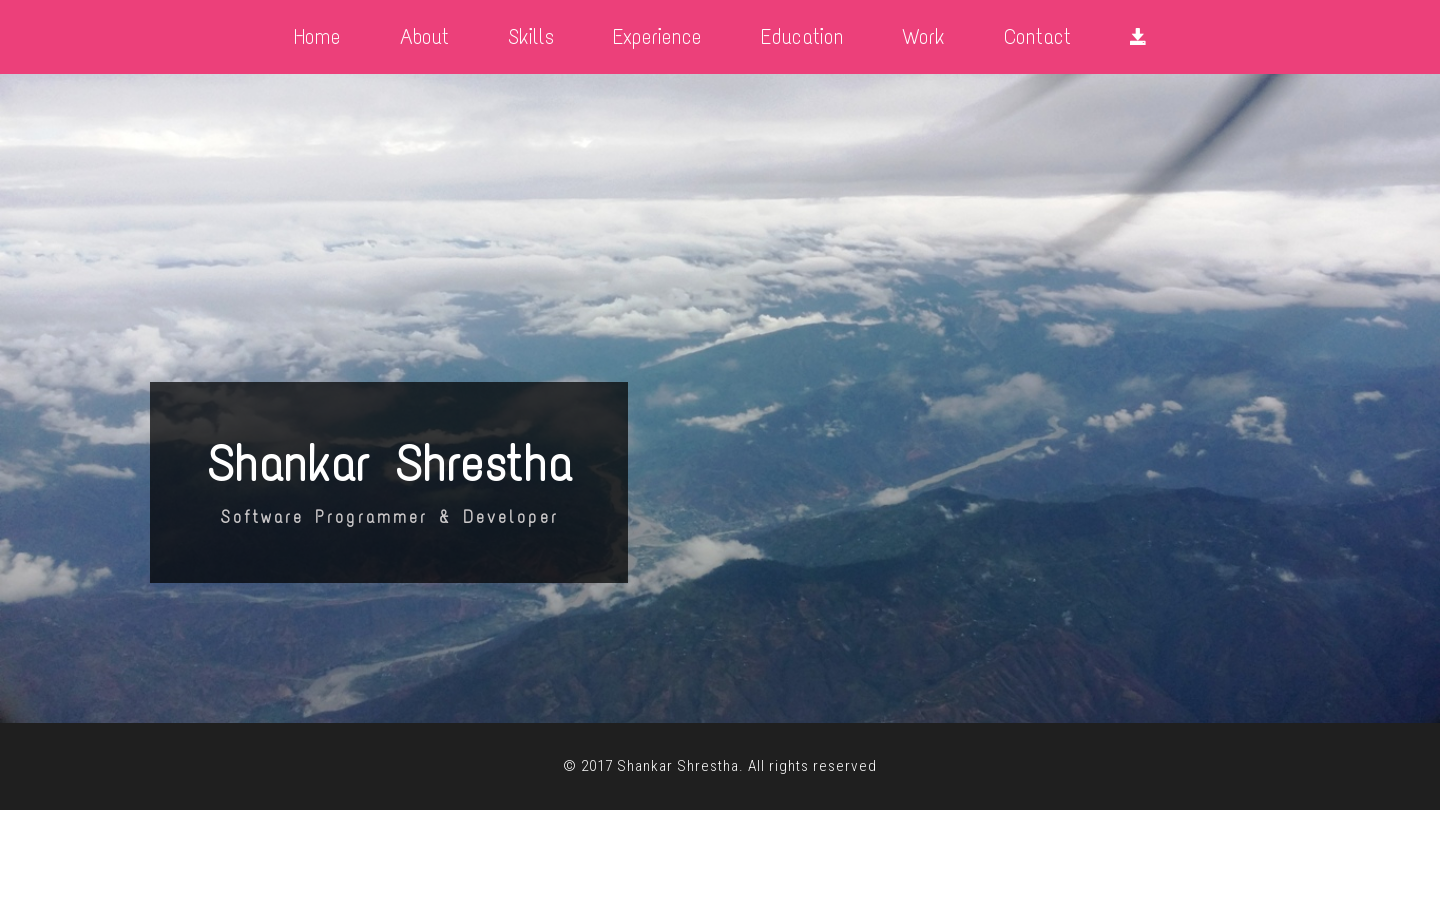 Home About Skills Experience Education Work Contact
Shankar Shrestha
Software Programmer & Developer
© 2017 Shankar Shrestha. All rights reserved